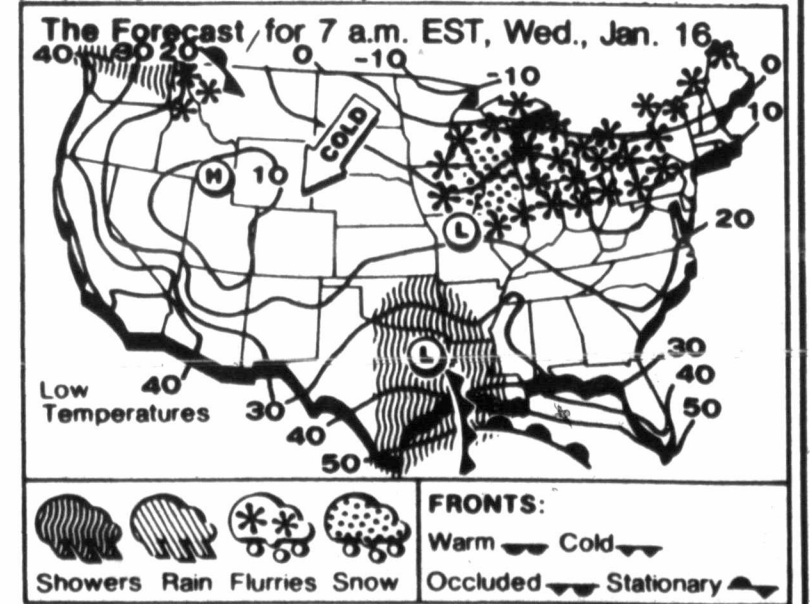 The Forecast for 7 a.m. EST, Wed., Jan. 16
40 30 20 0 -10 -10 0
10
COLD
H 10
L
20
L
30
40
50
Low
Temperatures
40
30
40
50
Showers Rain Flurries Snow
FRONTS:
Warm Cold
Occluded Stationary